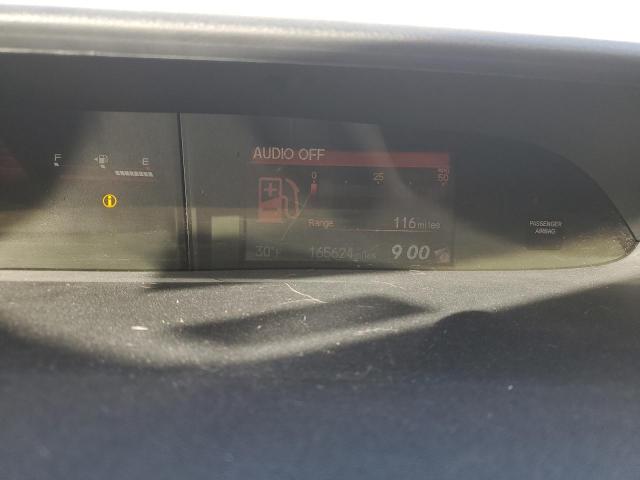 AUDIO OFF
F E
0 25 50
Range 116 miles
30°F 165624 miles 9 00
PASSENGER
AIRBAG